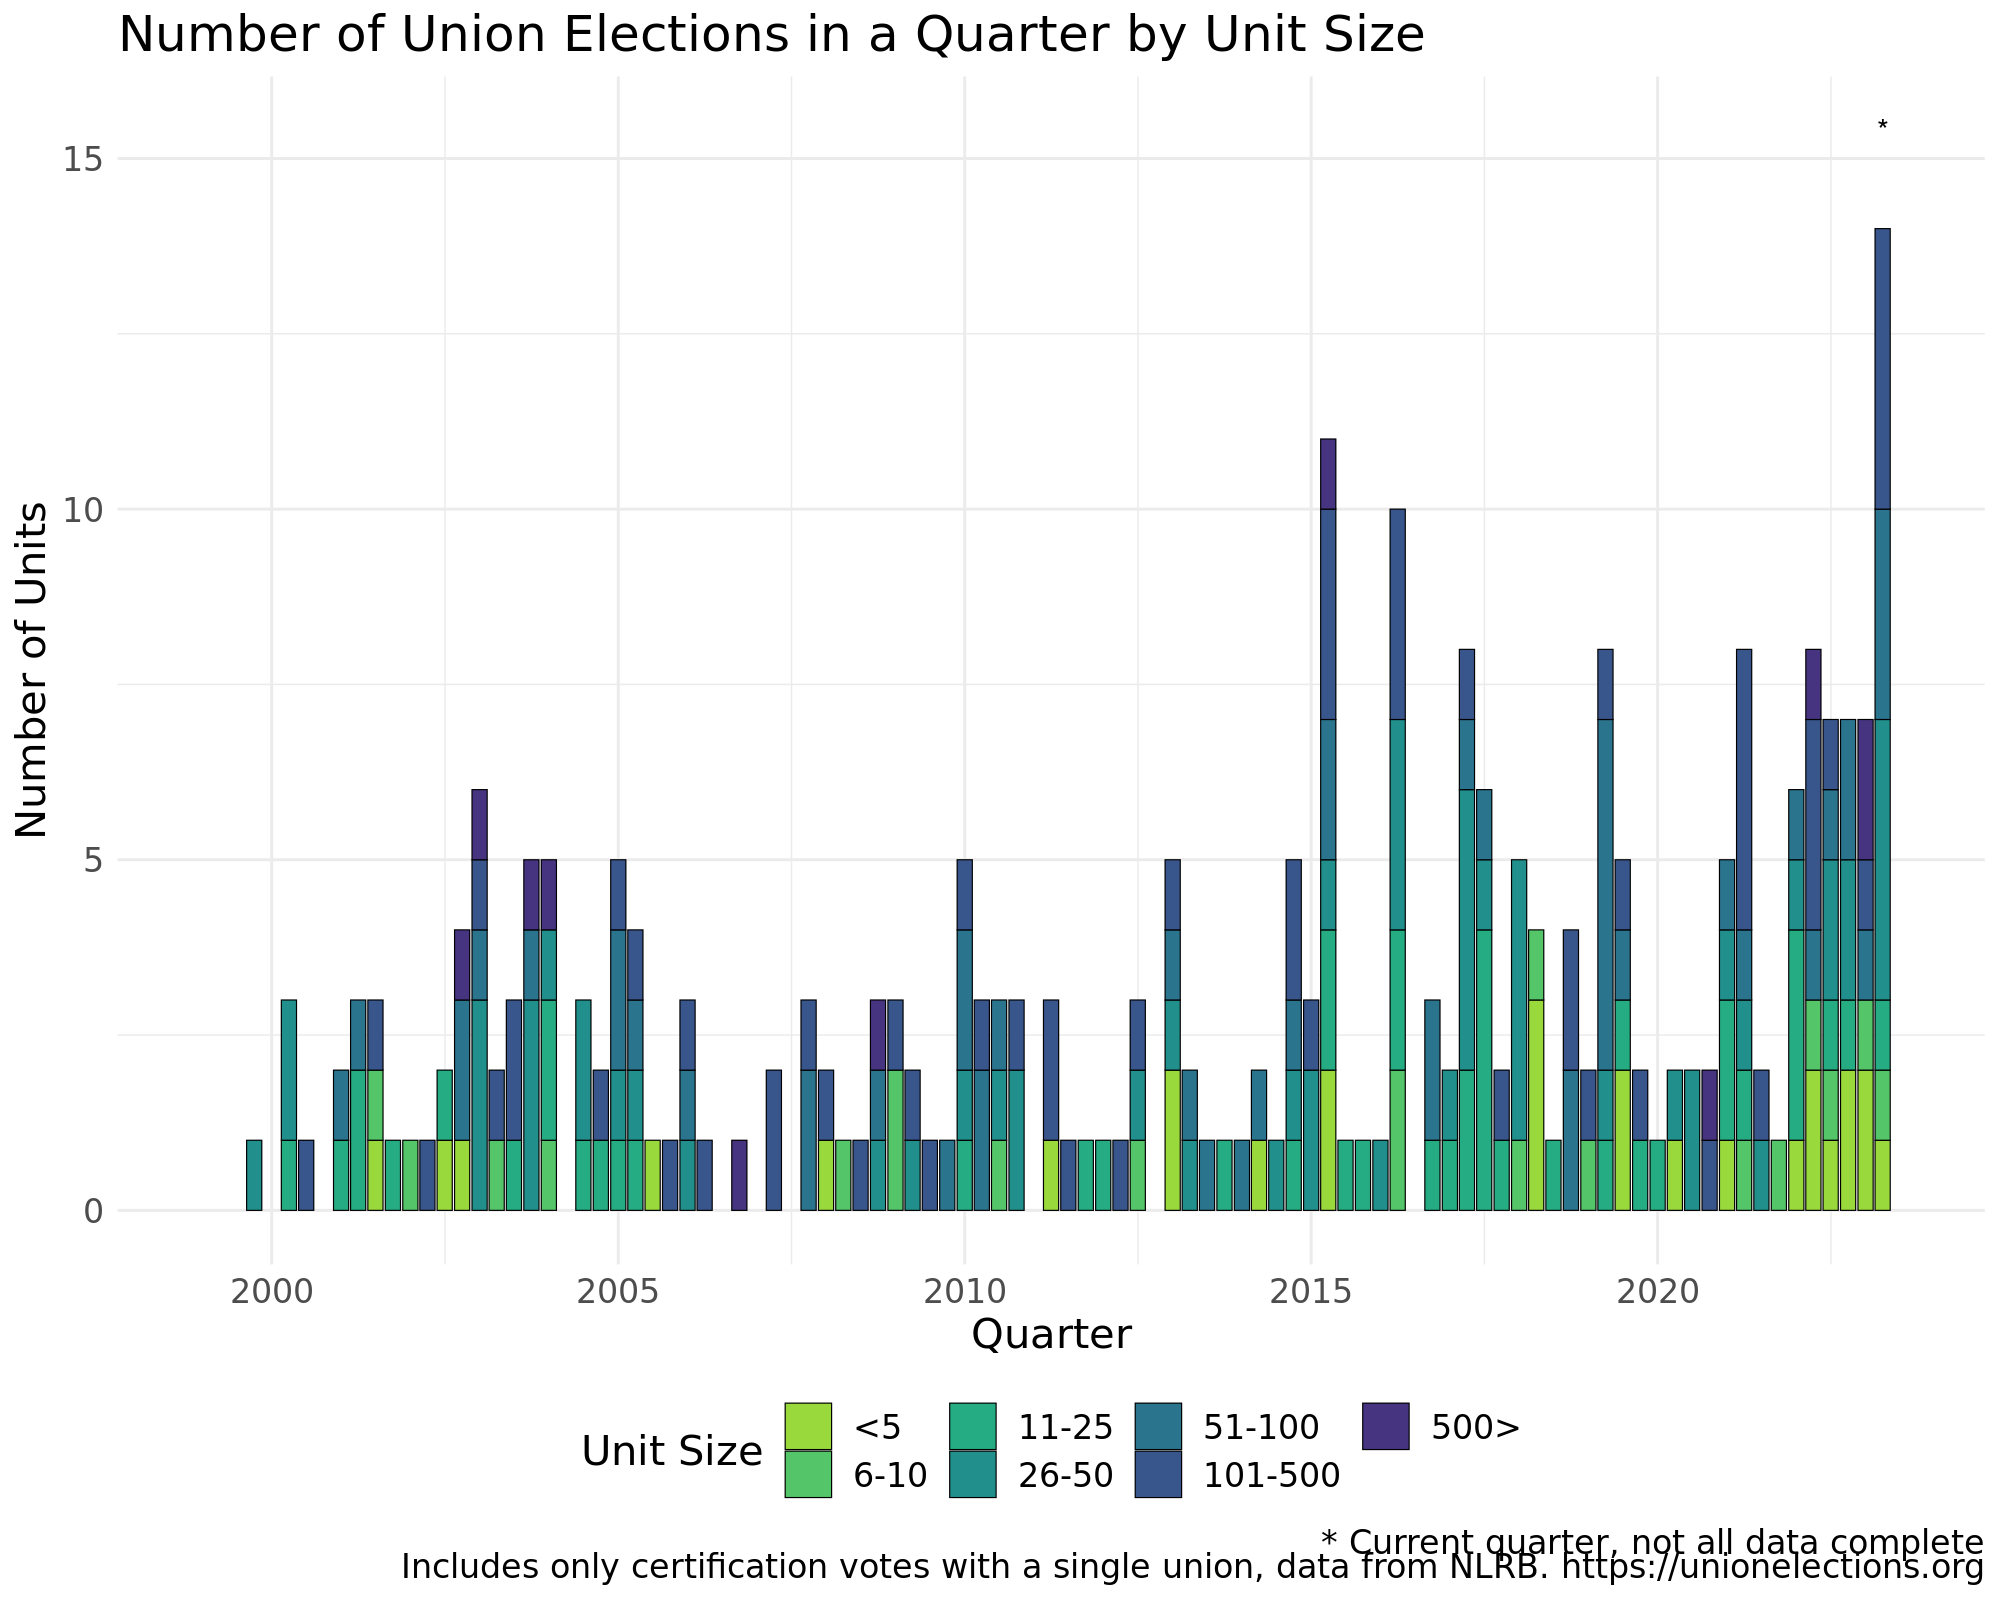 Number of Union Elections in a Quarter by Unit Size
*
15
10
5
0
Number of Units
2000 2005 2010 2015 2020
Quarter
Unit Size
<5 11-25 51-100 500>
6-10 26-50 101-500
* Current quarter, not all data complete
Includes only certification votes with a single union, data from NLRB. https://unionelections.org